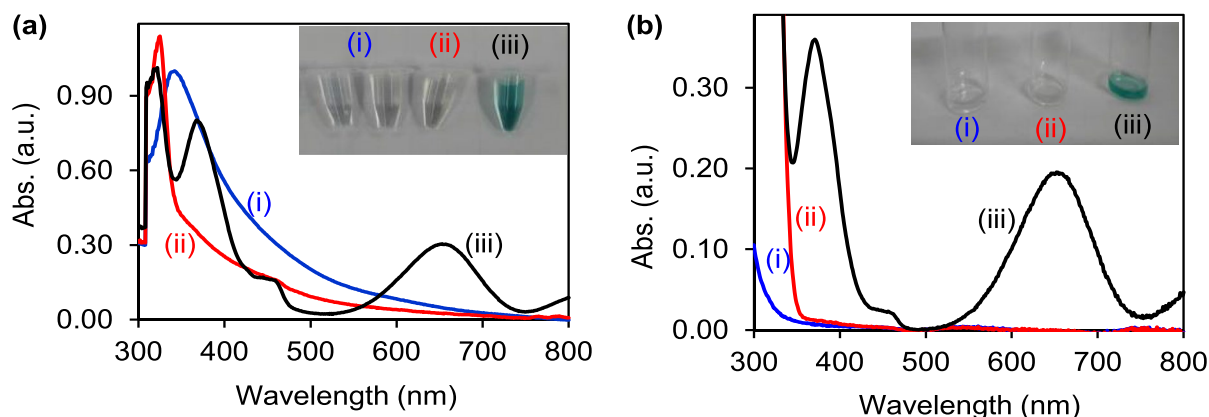 (a)
(i) (ii) (iii)
0.90
0.60
0.30
0.00
Abs. (a.u.)
(i)
(ii)
(iii)
300 400 500 600 700 800
Wavelength (nm)
(b)
(i) (ii) (iii)
0.30
0.20
0.10
0.00
Abs. (a.u.)
(ii)
(iii)
(i)
300 400 500 600 700 800
Wavelength (nm)